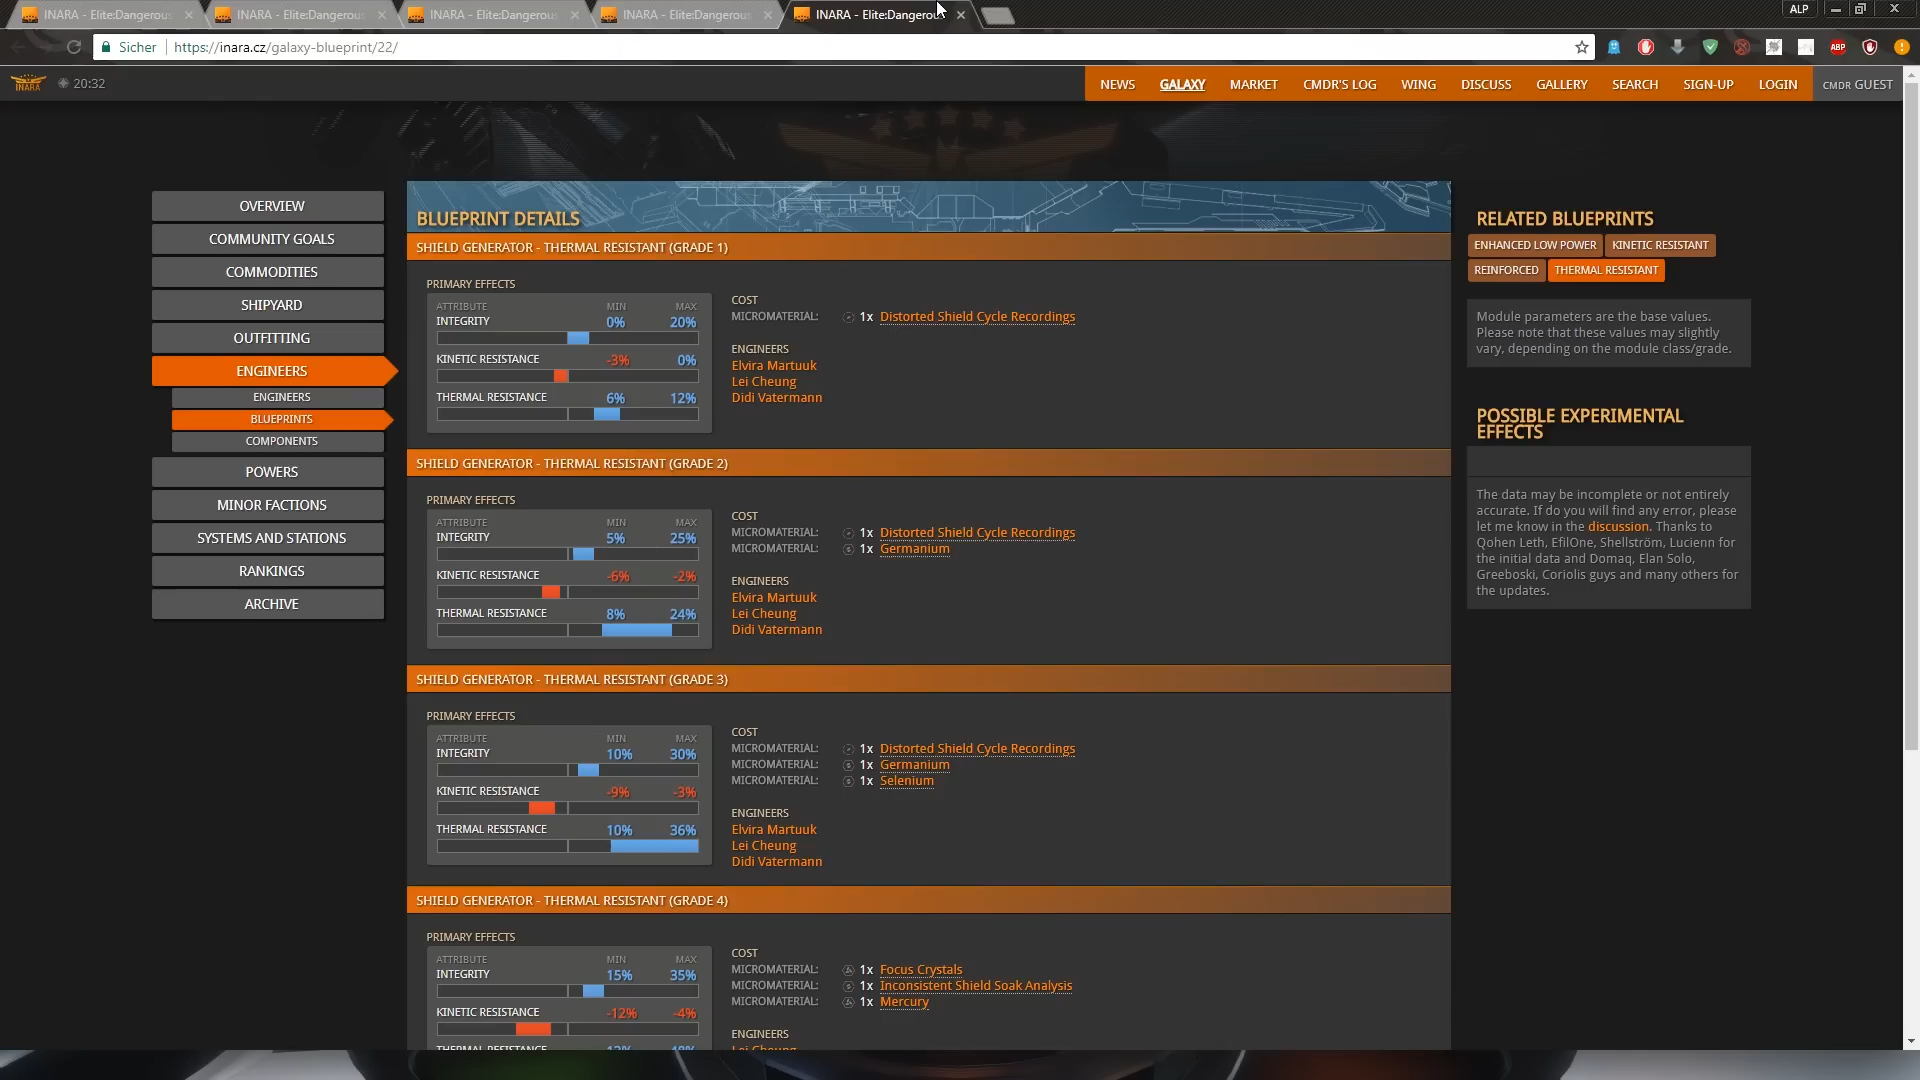 INARA - Elite:Dangerous
INARA - Elite:Dangerous
INARA - Elite:Dangerous
INARA - Elite:Dangerous
INARA - Elite:Dangerou
ALP
Sicher
https://inara.cz/galaxy-blueprint/22/
ABP
INARA
20:32
NEWS
GALAXY
MARKET
CMDR'S LOG
WING
DISCUSS
GALLERY
SEARCH
SIGN-UP
LOGIN
CMDR GUEST
OVERVIEW
COMMUNITY GOALS
COMMODITIES
SHIPYARD
OUTFITTING
ENGINEERS
ENGINEERS
BLUEPRINTS
COMPONENTS
POWERS
MINOR FACTIONS
SYSTEMS AND STATIONS
RANKINGS
ARCHIVE
BLUEPRINT DETAILS
SHIELD GENERATOR - THERMAL RESISTANT (GRADE 1)
PRIMARY EFFECTS
ATTRIBUTE MIN MAX
INTEGRITY 0% 20%
KINETIC RESISTANCE -3% 0%
THERMAL RESISTANCE 6% 12%
COST
MICROMATERIAL: 1x Distorted Shield Cycle Recordings
ENGINEERS
Elvira Martuuk
Lei Cheung
Didi Vatermann
SHIELD GENERATOR - THERMAL RESISTANT (GRADE 2)
PRIMARY EFFECTS
ATTRIBUTE MIN MAX
INTEGRITY 5% 25%
KINETIC RESISTANCE -6% -2%
THERMAL RESISTANCE 8% 24%
COST
MICROMATERIAL: 1x Distorted Shield Cycle Recordings
MICROMATERIAL: 1x Germanium
ENGINEERS
Elvira Martuuk
Lei Cheung
Didi Vatermann
SHIELD GENERATOR - THERMAL RESISTANT (GRADE 3)
PRIMARY EFFECTS
ATTRIBUTE MIN MAX
INTEGRITY 10% 30%
KINETIC RESISTANCE -9% -3%
THERMAL RESISTANCE 10% 36%
COST
MICROMATERIAL: 1x Distorted Shield Cycle Recordings
MICROMATERIAL: 1x Germanium
MICROMATERIAL: 1x Selenium
ENGINEERS
Elvira Martuuk
Lei Cheung
Didi Vatermann
SHIELD GENERATOR - THERMAL RESISTANT (GRADE 4)
PRIMARY EFFECTS
ATTRIBUTE MIN MAX
INTEGRITY 15% 35%
KINETIC RESISTANCE -12% -4%
COST
MICROMATERIAL: 1x Focus Crystals
MICROMATERIAL: 1x Inconsistent Shield Soak Analysis
MICROMATERIAL: 1x Mercury
ENGINEERS
RELATED BLUEPRINTS
ENHANCED LOW POWER
KINETIC RESISTANT
REINFORCED
THERMAL RESISTANT
Module parameters are the base values.
Please note that these values may slightly
vary, depending on the module class/grade.
POSSIBLE EXPERIMENTAL
EFFECTS
The data may be incomplete or not entirely
accurate. If do you will find any error, please
let me know in the discussion. Thanks to
Qohen Leth, EfilOne, Shellström, Lucienn for
the initial data and Domaq, Elan Solo,
Greeboski, Coriolis guys and many others for
the updates.